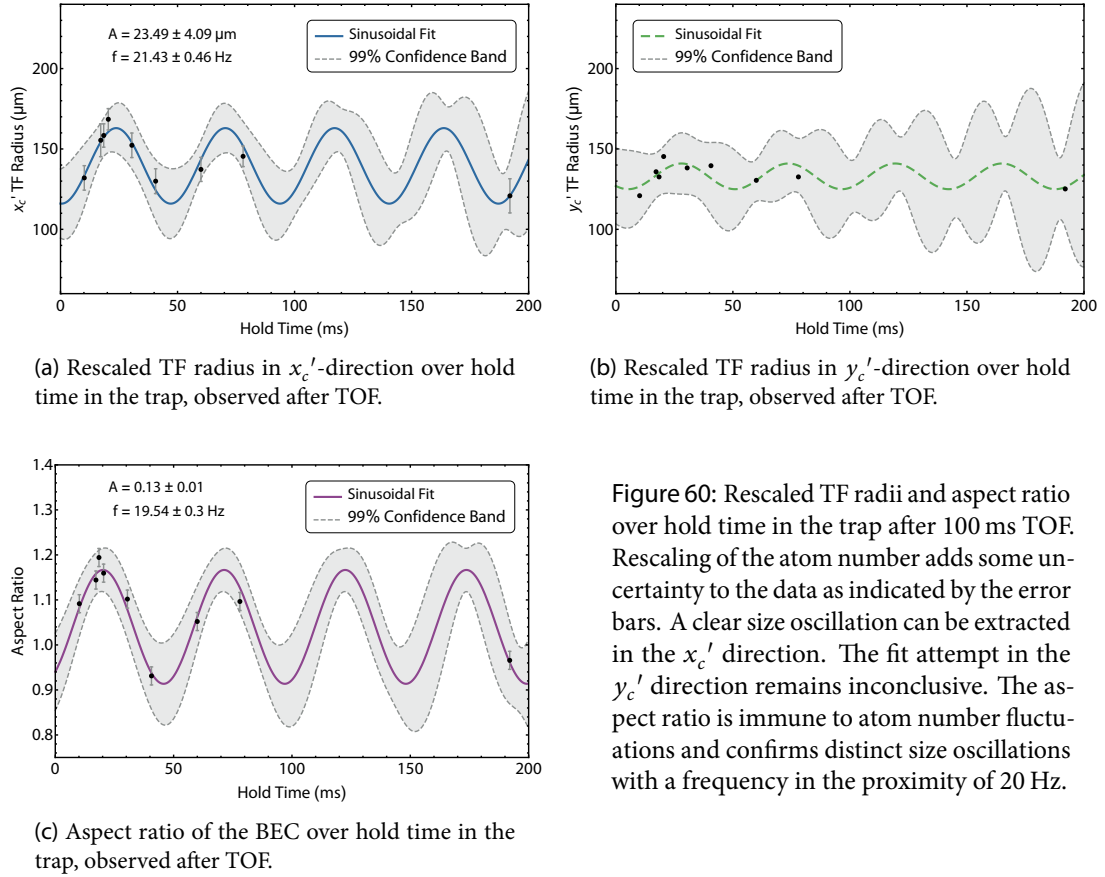 A = 23.49 ± 4.09 μm
f = 21.43 ± 0.46 Hz
Sinusoidal Fit
99% Confidence Band
xc' TF Radius (μm)
200
150
100
0 50 100 150 200
Hold Time (ms)
(a) Rescaled TF radius in xc'-direction over hold
time in the trap, observed after TOF.
Sinusoidal Fit
99% Confidence Band
yc' TF Radius (μm)
200
150
100
0 50 100 150 200
Hold Time (ms)
(b) Rescaled TF radius in yc'-direction over hold
time in the trap, observed after TOF.
A = 0.13 ± 0.01
f = 19.54 ± 0.3 Hz
Sinusoidal Fit
99% Confidence Band
Aspect Ratio
1.4
1.3
1.2
1.1
1.0
0.9
0.8
0 50 100 150 200
Hold Time (ms)
(c) Aspect ratio of the BEC over hold time in the
trap, observed after TOF.
Figure 60: Rescaled TF radii and aspect ratio
over hold time in the trap after 100 ms TOF.
Rescaling of the atom number adds some un-
certainty to the data as indicated by the error
bars. A clear size oscillation can be extracted
in the xc' direction. The fit attempt in the
yc' direction remains inconclusive. The as-
pect ratio is immune to atom number fluctu-
ations and confirms distinct size oscillations
with a frequency in the proximity of 20 Hz.